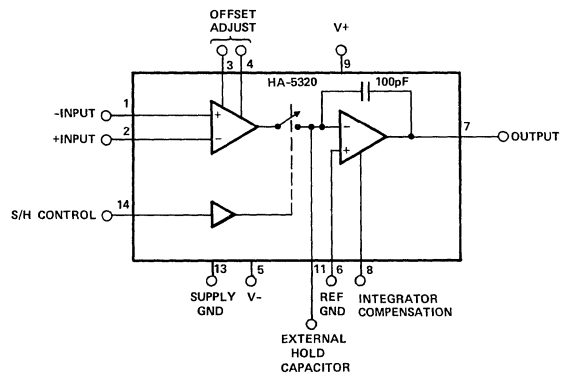 OFFSET
ADJUST
V+
3
4
9
HA-5320
100pF
-INPUT
1
+
-
7
OUTPUT
+INPUT
2
-
+
S/H CONTROL
14
13
5
11
6
8
SUPPLY
GND
V-
REF
GND
INTEGRATOR
COMPENSATION
EXTERNAL
HOLD
CAPACITOR